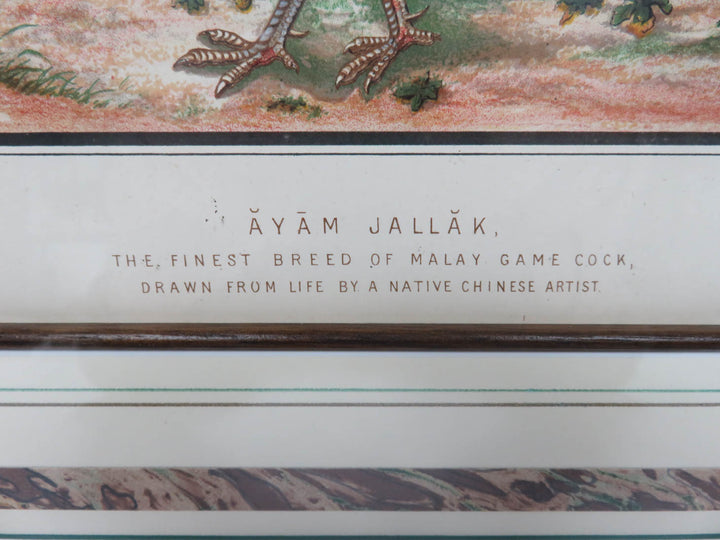 ĂYĀM JALLĂK,
THE FINEST BREED OF MALAY GAME COCK,
DRAWN FROM LIFE BY A NATIVE CHINESE ARTIST.